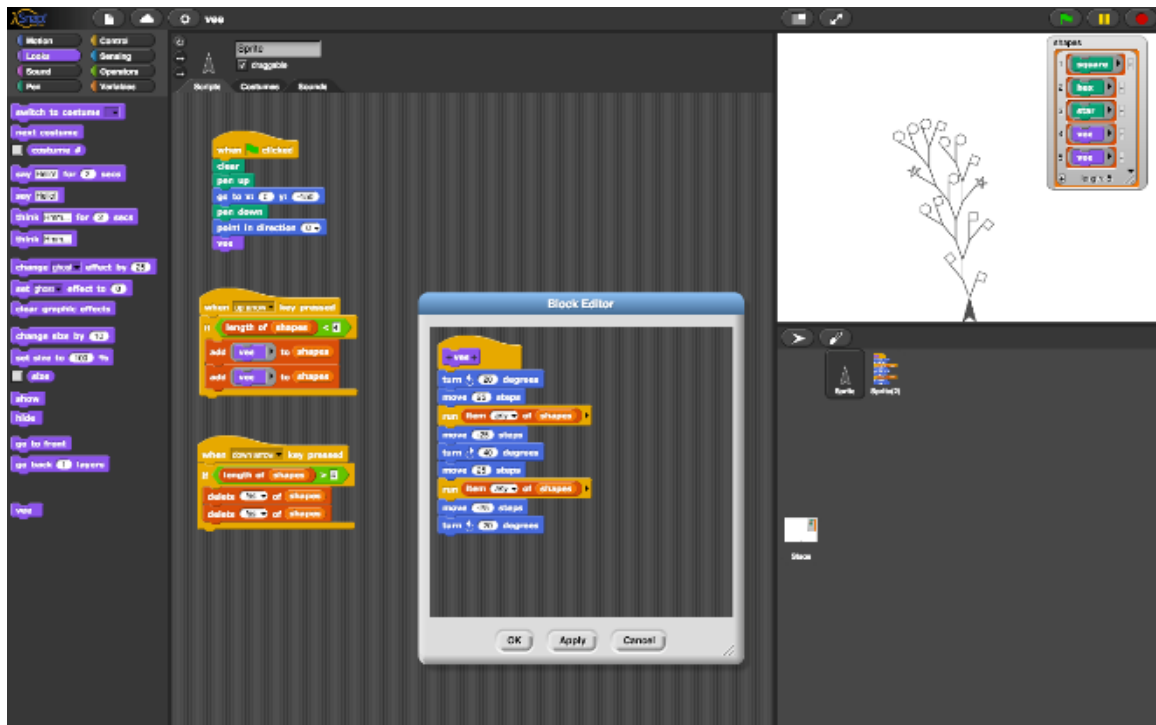 Snap!
vee
Motion
Control
Looks
Sensing
Sound
Operators
Pen
Variables
Sprite
draggable
Scripts
Costumes
Sounds
switch to costume
next costume
costume #
say Hello! for 2 secs
say Hello!
think Hmm... for 2 secs
think Hmm...
change ghost effect by 25
set ghost effect to 0
clear graphic effects
change size by 10
set size to 100 %
size
show
hide
go to front
go back 1 layers
vee
when clicked
clear
pen up
go to x: 0 y:
pen down
point in direction 0
vee
when up arrow key pressed
if length of shapes < 4
add vee to shapes
add vee to shapes
when down arrow key pressed
if length of shapes >
delete of shapes
delete of shapes
Block Editor
vee
turn 20 degrees
move 25 steps
run item any of shapes
move -25 steps
turn 40 degrees
move 25 steps
run item any of shapes
move -25 steps
turn 20 degrees
OK
Apply
Cancel
shapes
1 square
2 box
3 star
4 vee
5 vee
length: 5
Sprite
Sprite(2)
Stage